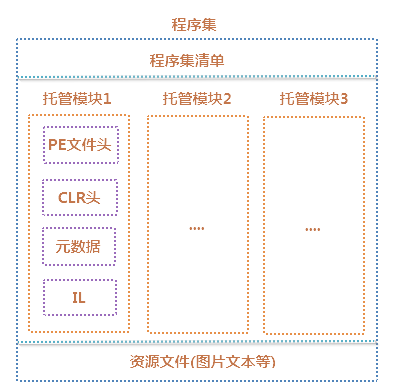 程序集
程序集清单
托管模块1 托管模块2 托管模块3
PE文件头
CLR头
元数据
IL
....
....
资源文件(图片文本等)